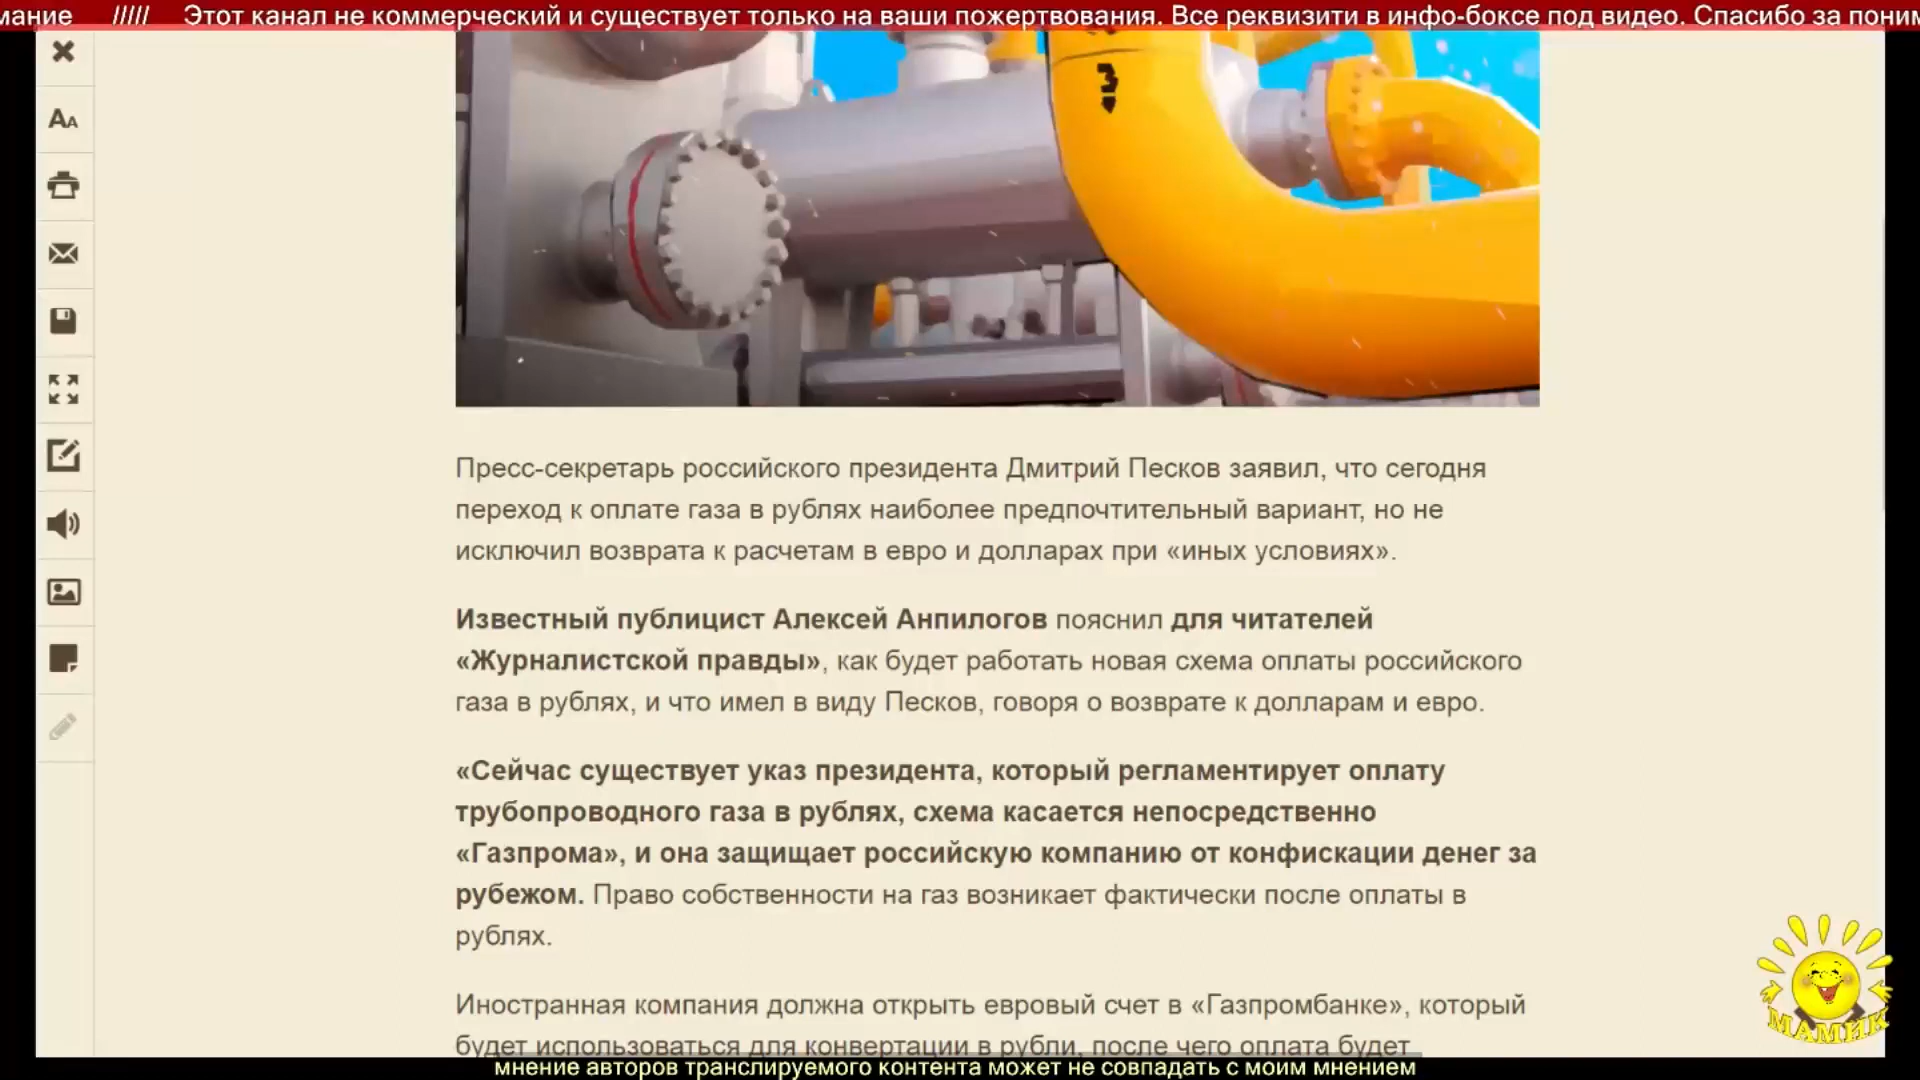 мание ///// Этот канал не коммерческий и существует только на ваши пожертвования. Все реквизити в инфо-боксе под видео. Спасибо за поним
Aᴀ
Пресс-секретарь российского президента Дмитрий Песков заявил, что сегодня
переход к оплате газа в рублях наиболее предпочтительный вариант, но не
исключил возврата к расчетам в евро и долларах при «иных условиях».
Известный публицист Алексей Анпилогов пояснил для читателей
«Журналистской правды», как будет работать новая схема оплаты российского
газа в рублях, и что имел в виду Песков, говоря о возврате к долларам и евро.
«Сейчас существует указ президента, который регламентирует оплату
трубопроводного газа в рублях, схема касается непосредственно
«Газпрома», и она защищает российскую компанию от конфискации денег за
рубежом. Право собственности на газ возникает фактически после оплаты в
рублях.
Иностранная компания должна открыть евровый счет в «Газпромбанке», который
будет использоваться для конвертации в рубли, после чего оплата будет
МАМИК
мнение авторов транслируемого контента может не совпадать с моим мнением